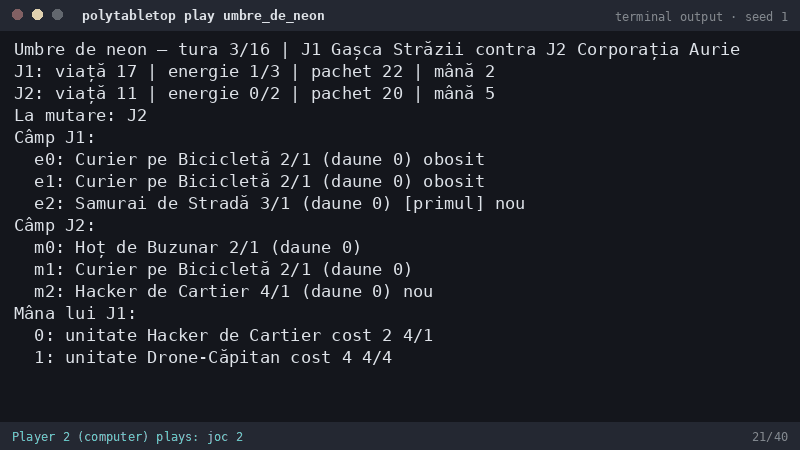 polytabletop play umbre_de_neon
terminal output · seed 1
Umbre de neon — tura 3/16 | J1 Gașca Străzii contra J2 Corporația Aurie
J1: viață 17 | energie 1/3 | pachet 22 | mână 2
J2: viață 11 | energie 0/2 | pachet 20 | mână 5
La mutare: J2
Câmp J1:
e0: Curier pe Bicicletă 2/1 (daune 0) obosit
e1: Curier pe Bicicletă 2/1 (daune 0) obosit
e2: Samurai de Stradă 3/1 (daune 0) [primul] nou
Câmp J2:
m0: Hoț de Buzunar 2/1 (daune 0)
m1: Curier pe Bicicletă 2/1 (daune 0)
m2: Hacker de Cartier 4/1 (daune 0) nou
Mâna lui J1:
0: unitate Hacker de Cartier cost 2 4/1
1: unitate Drone-Căpitan cost 4 4/4
Player 2 (computer) plays: joc 2
21/40